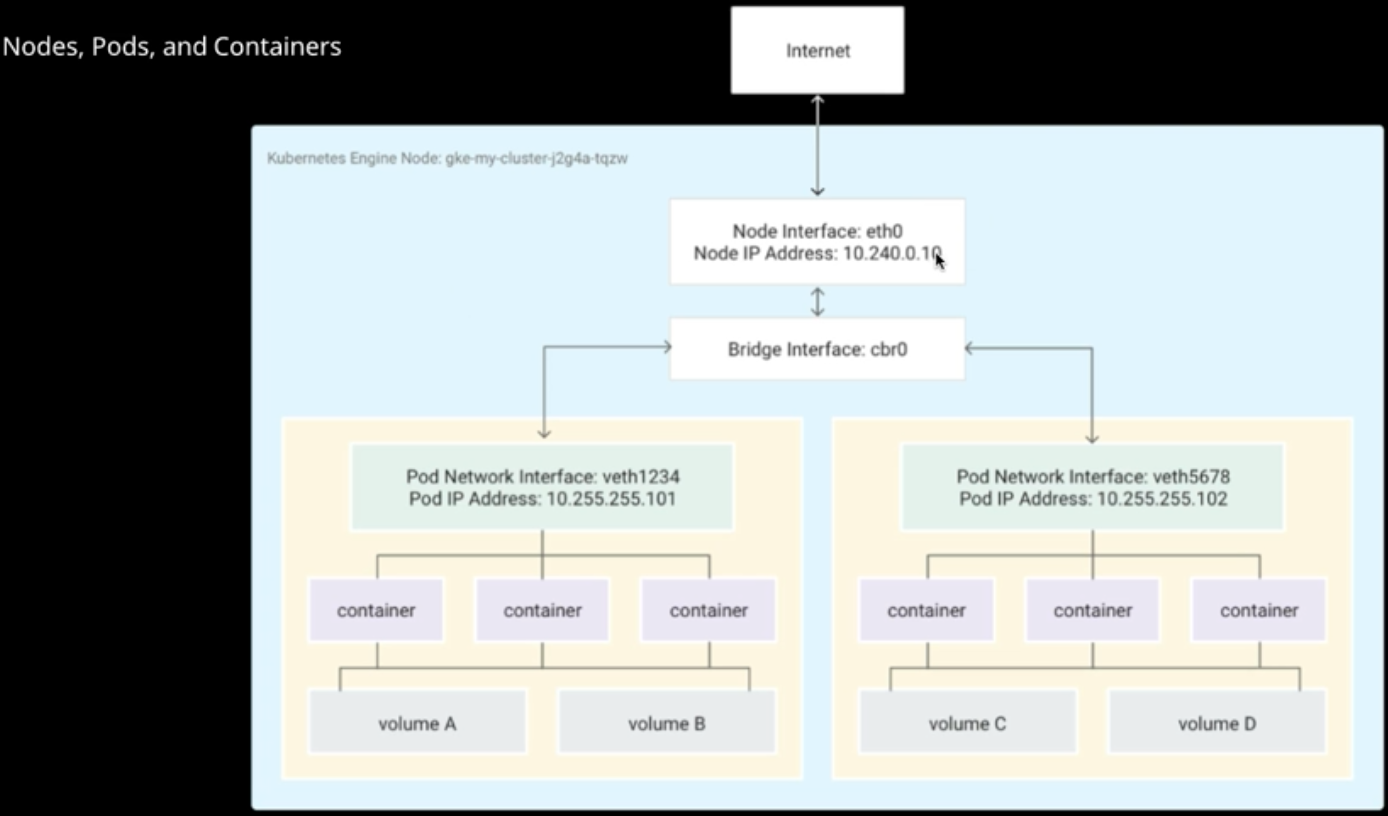 Nodes, Pods, and Containers
Internet
Kubernetes Engine Node: gke-my-cluster-j2g4a-tqzw
Node Interface: eth0
Node IP Address: 10.240.0.10
Bridge Interface: cbr0
Pod Network Interface: veth1234
Pod IP Address: 10.255.255.101
container
container
container
volume A
volume B
Pod Network Interface: veth5678
Pod IP Address: 10.255.255.102
container
container
container
volume C
volume D